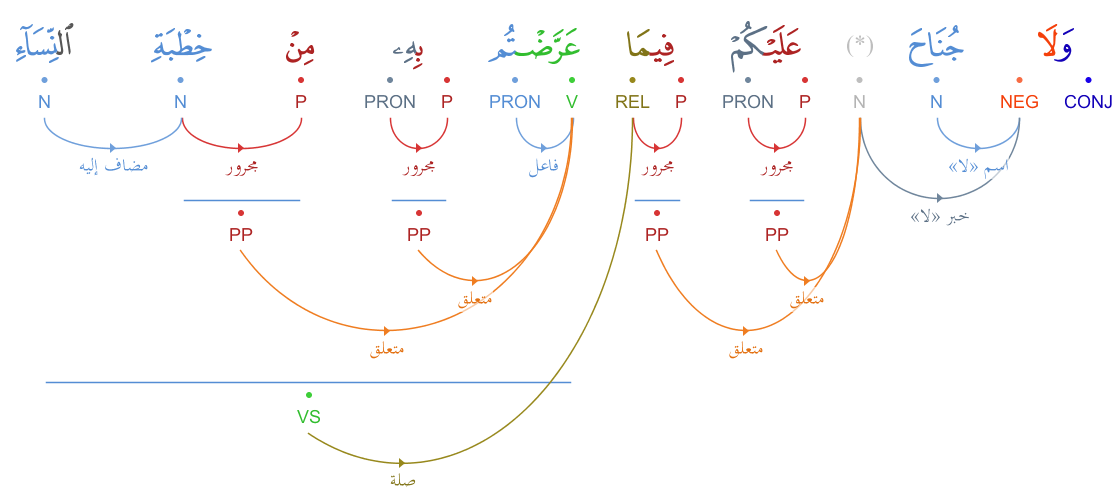 وَلَا جُنَاحَ (*) عَلَيْكُمْ فِيمَا عَرَّضْتُم بِهِۦ مِنْ خِطْبَةِ ٱلنِّسَآءِ
CONJ NEG N N P PRON P REL V PRON P PRON P N N
اسم «لا» مجرور مجرور فاعل مجرور مجرور مضاف إليه
خبر «لا»
PP PP PP PP
متعلق متعلق
متعلق متعلق
VS
صلة